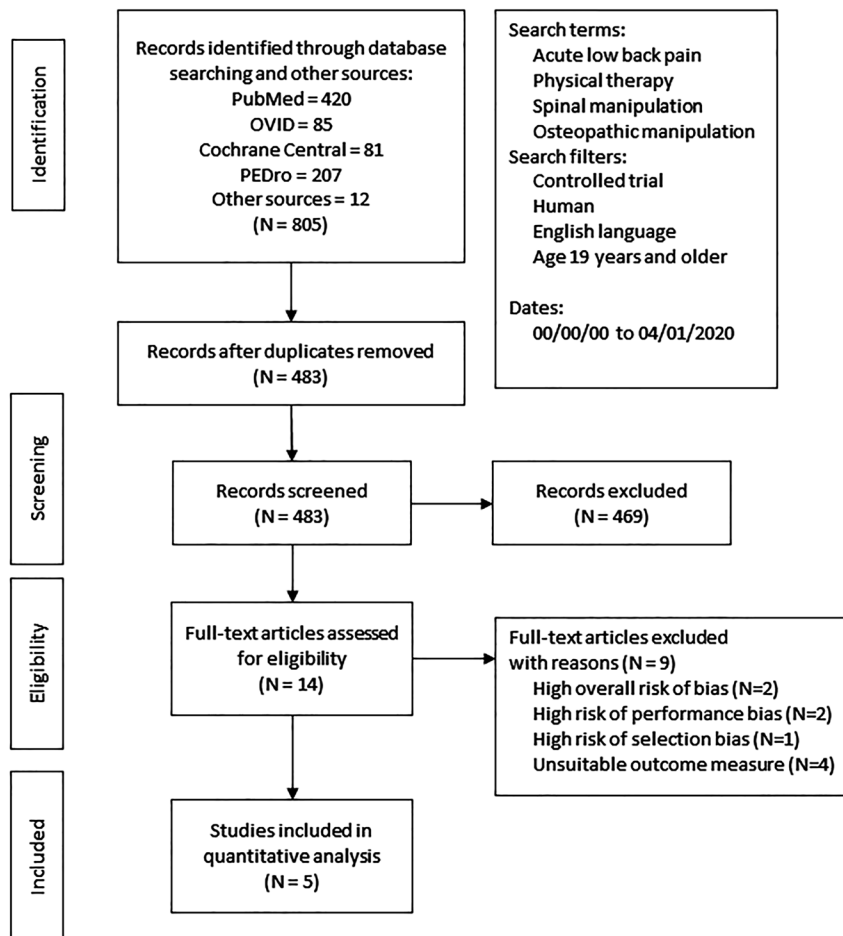 Identification
Records identified through database
searching and other sources:
PubMed = 420
OVID = 85
Cochrane Central = 81
PEDro = 207
Other sources = 12
(N = 805)
Search terms:
Acute low back pain
Physical therapy
Spinal manipulation
Osteopathic manipulation
Search filters:
Controlled trial
Human
English language
Age 19 years and older
Dates:
00/00/00 to 04/01/2020
Records after duplicates removed
(N = 483)
Screening
Records screened
(N = 483)
Records excluded
(N = 469)
Eligibility
Full-text articles assessed
for eligibility
(N = 14)
Full-text articles excluded
with reasons (N = 9)
High overall risk of bias (N=2)
High risk of performance bias (N=2)
High risk of selection bias (N=1)
Unsuitable outcome measure (N=4)
Included
Studies included in
quantitative analysis
(N = 5)